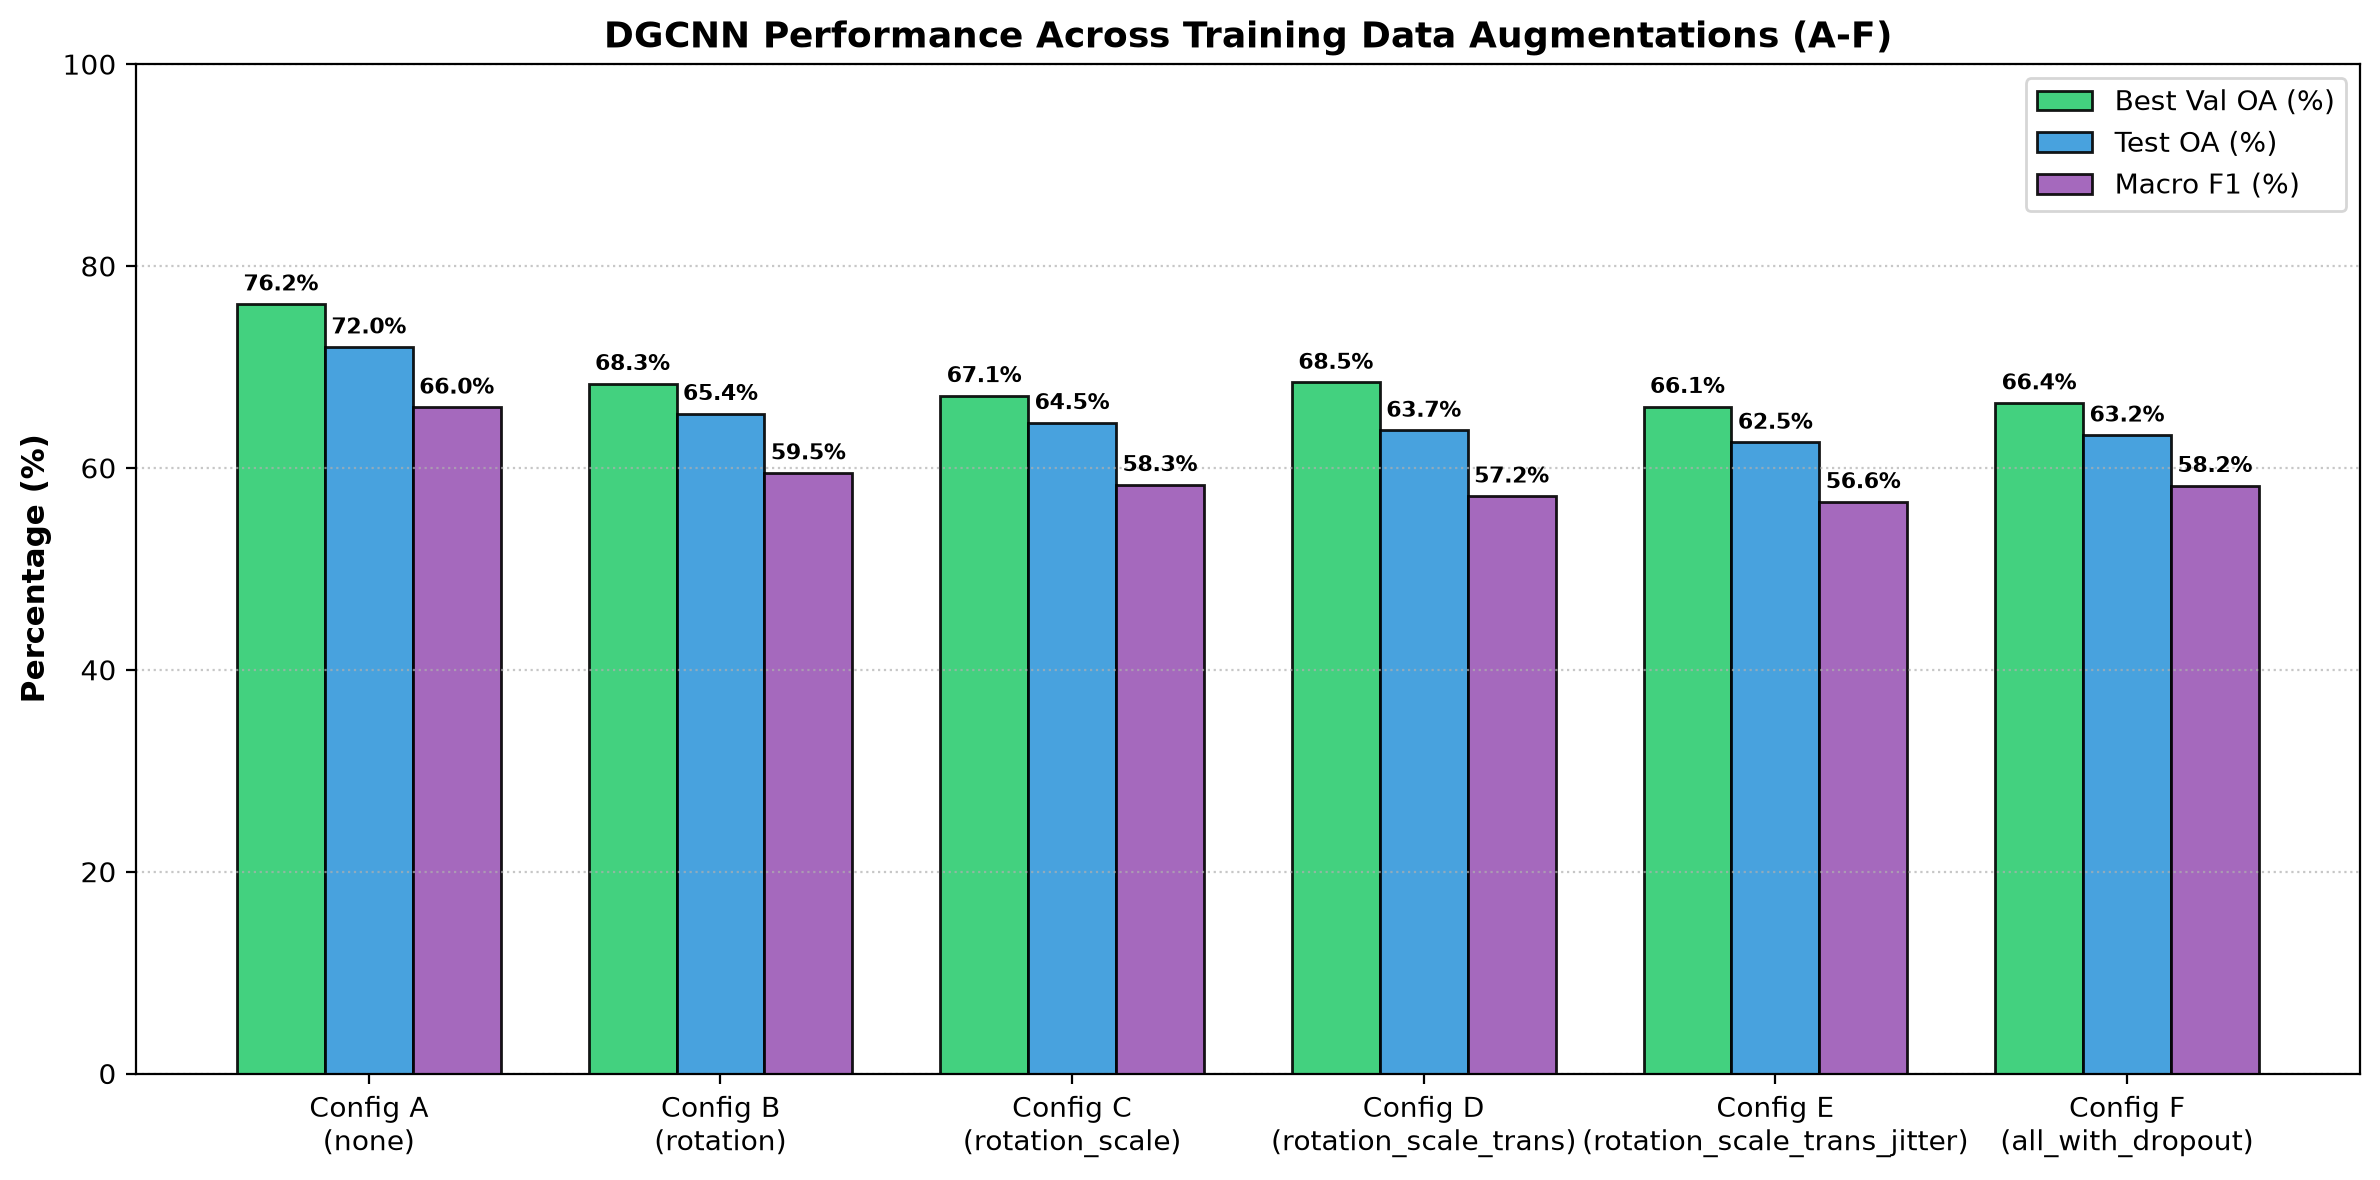 DGCNN Performance Across Training Data Augmentations (A-F)
Percentage (%)
100
80
60
40
20
0
Best Val OA (%)
Test OA (%)
Macro F1 (%)
76.2%
72.0%
66.0%
68.3%
65.4%
59.5%
67.1%
64.5%
58.3%
68.5%
63.7%
57.2%
66.1%
62.5%
56.6%
66.4%
63.2%
58.2%
Config A
(none)
Config B
(rotation)
Config C
(rotation_scale)
Config D
(rotation_scale_trans)
Config E
(rotation_scale_trans_jitter)
Config F
(all_with_dropout)